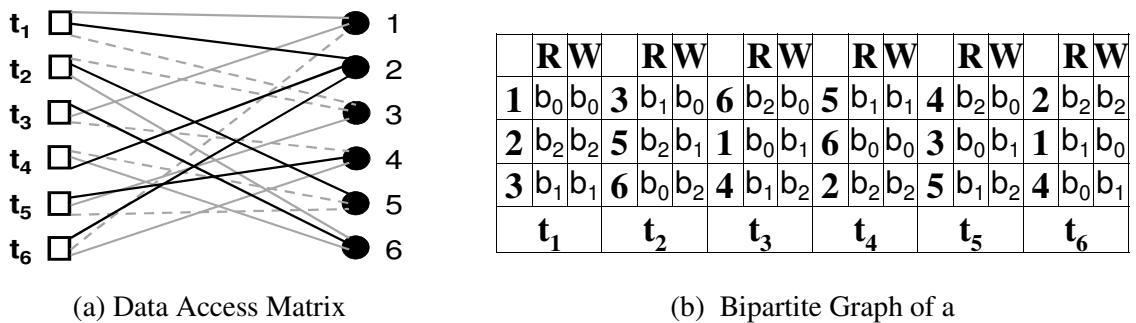 t1 1
t2 2
t3 3
t4 4
t5 5
t6 6
R W R W R W R W R W R W
1 b0 b0 3 b1 b0 6 b2 b0 5 b1 b1 4 b2 b0 2 b2 b2
2 b2 b2 5 b2 b1 1 b0 b1 6 b0 b0 3 b0 b1 1 b1 b0
3 b1 b1 6 b0 b2 4 b1 b2 2 b2 b2 5 b1 b2 4 b0 b1
t1 t2 t3 t4 t5 t6
(a) Data Access Matrix
(b) Bipartite Graph of a